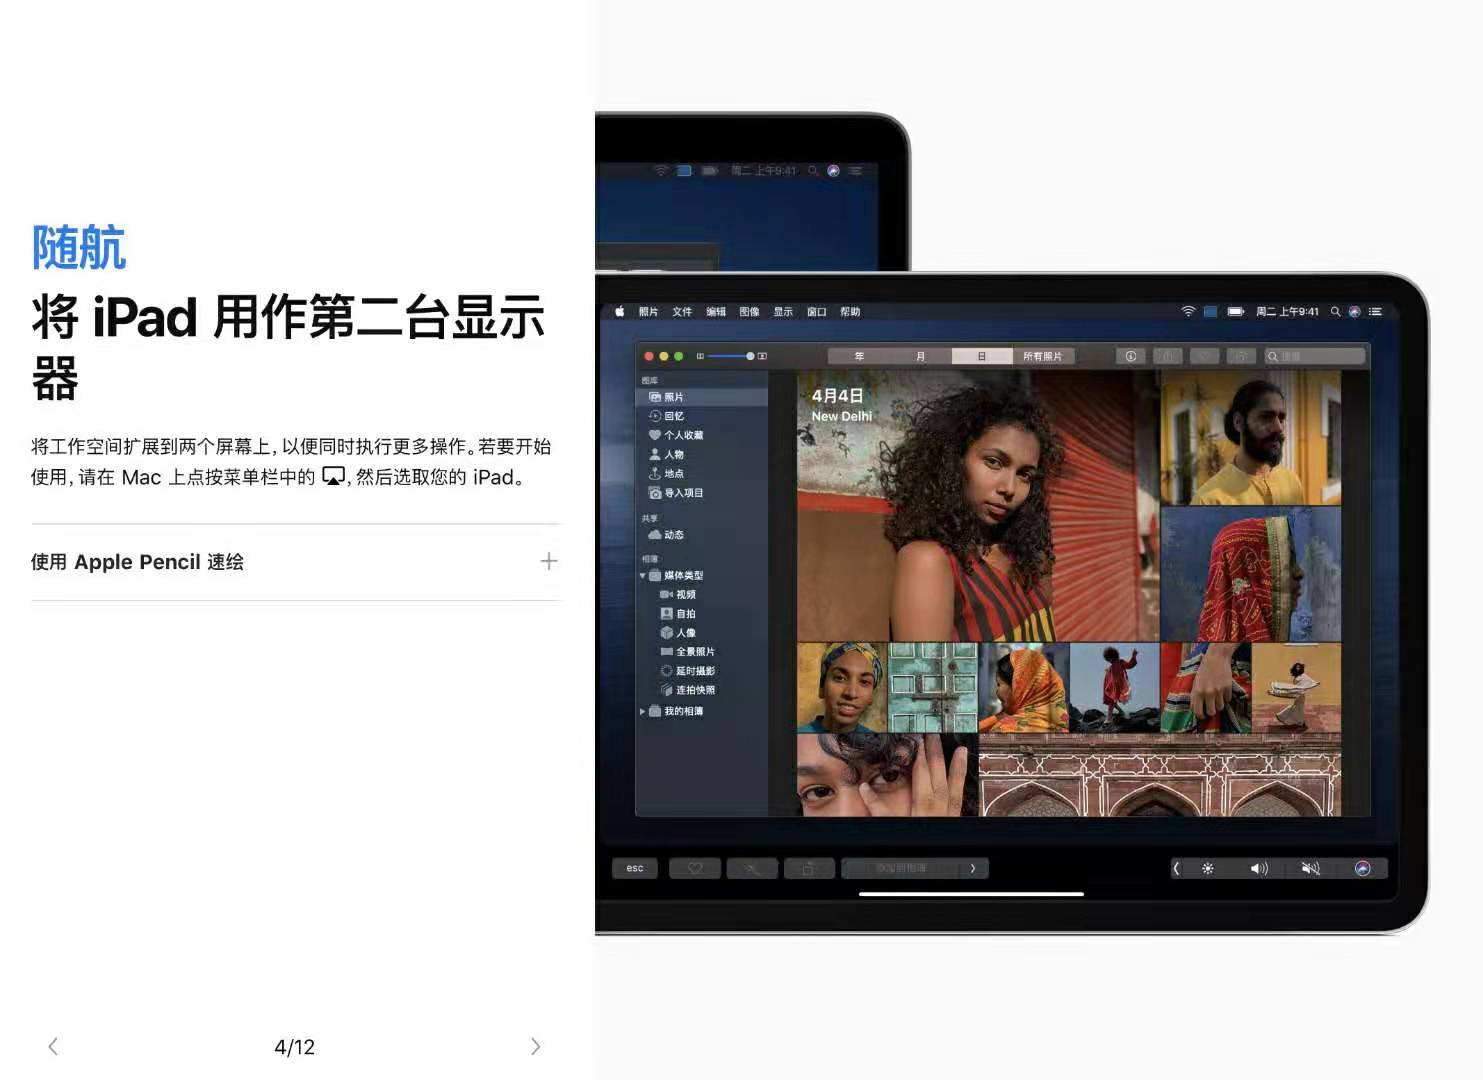 随航
将 iPad 用作第二台显示
器
将工作空间扩展到两个屏幕上，以便同时执行更多操作。若要开始
使用，请在 Mac 上点按菜单栏中的 ，然后选取您的 iPad。
使用 Apple Pencil 速绘
4/12
周二 上午9:41
照片 文件 编辑 图像 显示 窗口 帮助
周二 上午9:41
年 月 日 所有照片
搜索
图库
照片
回忆
个人收藏
人物
地点
导入项目
共享
动态
相簿
媒体类型
视频
自拍
人像
全景照片
延时摄影
连拍快照
我的相簿
4月4日
New Delhi
esc
添加到相簿